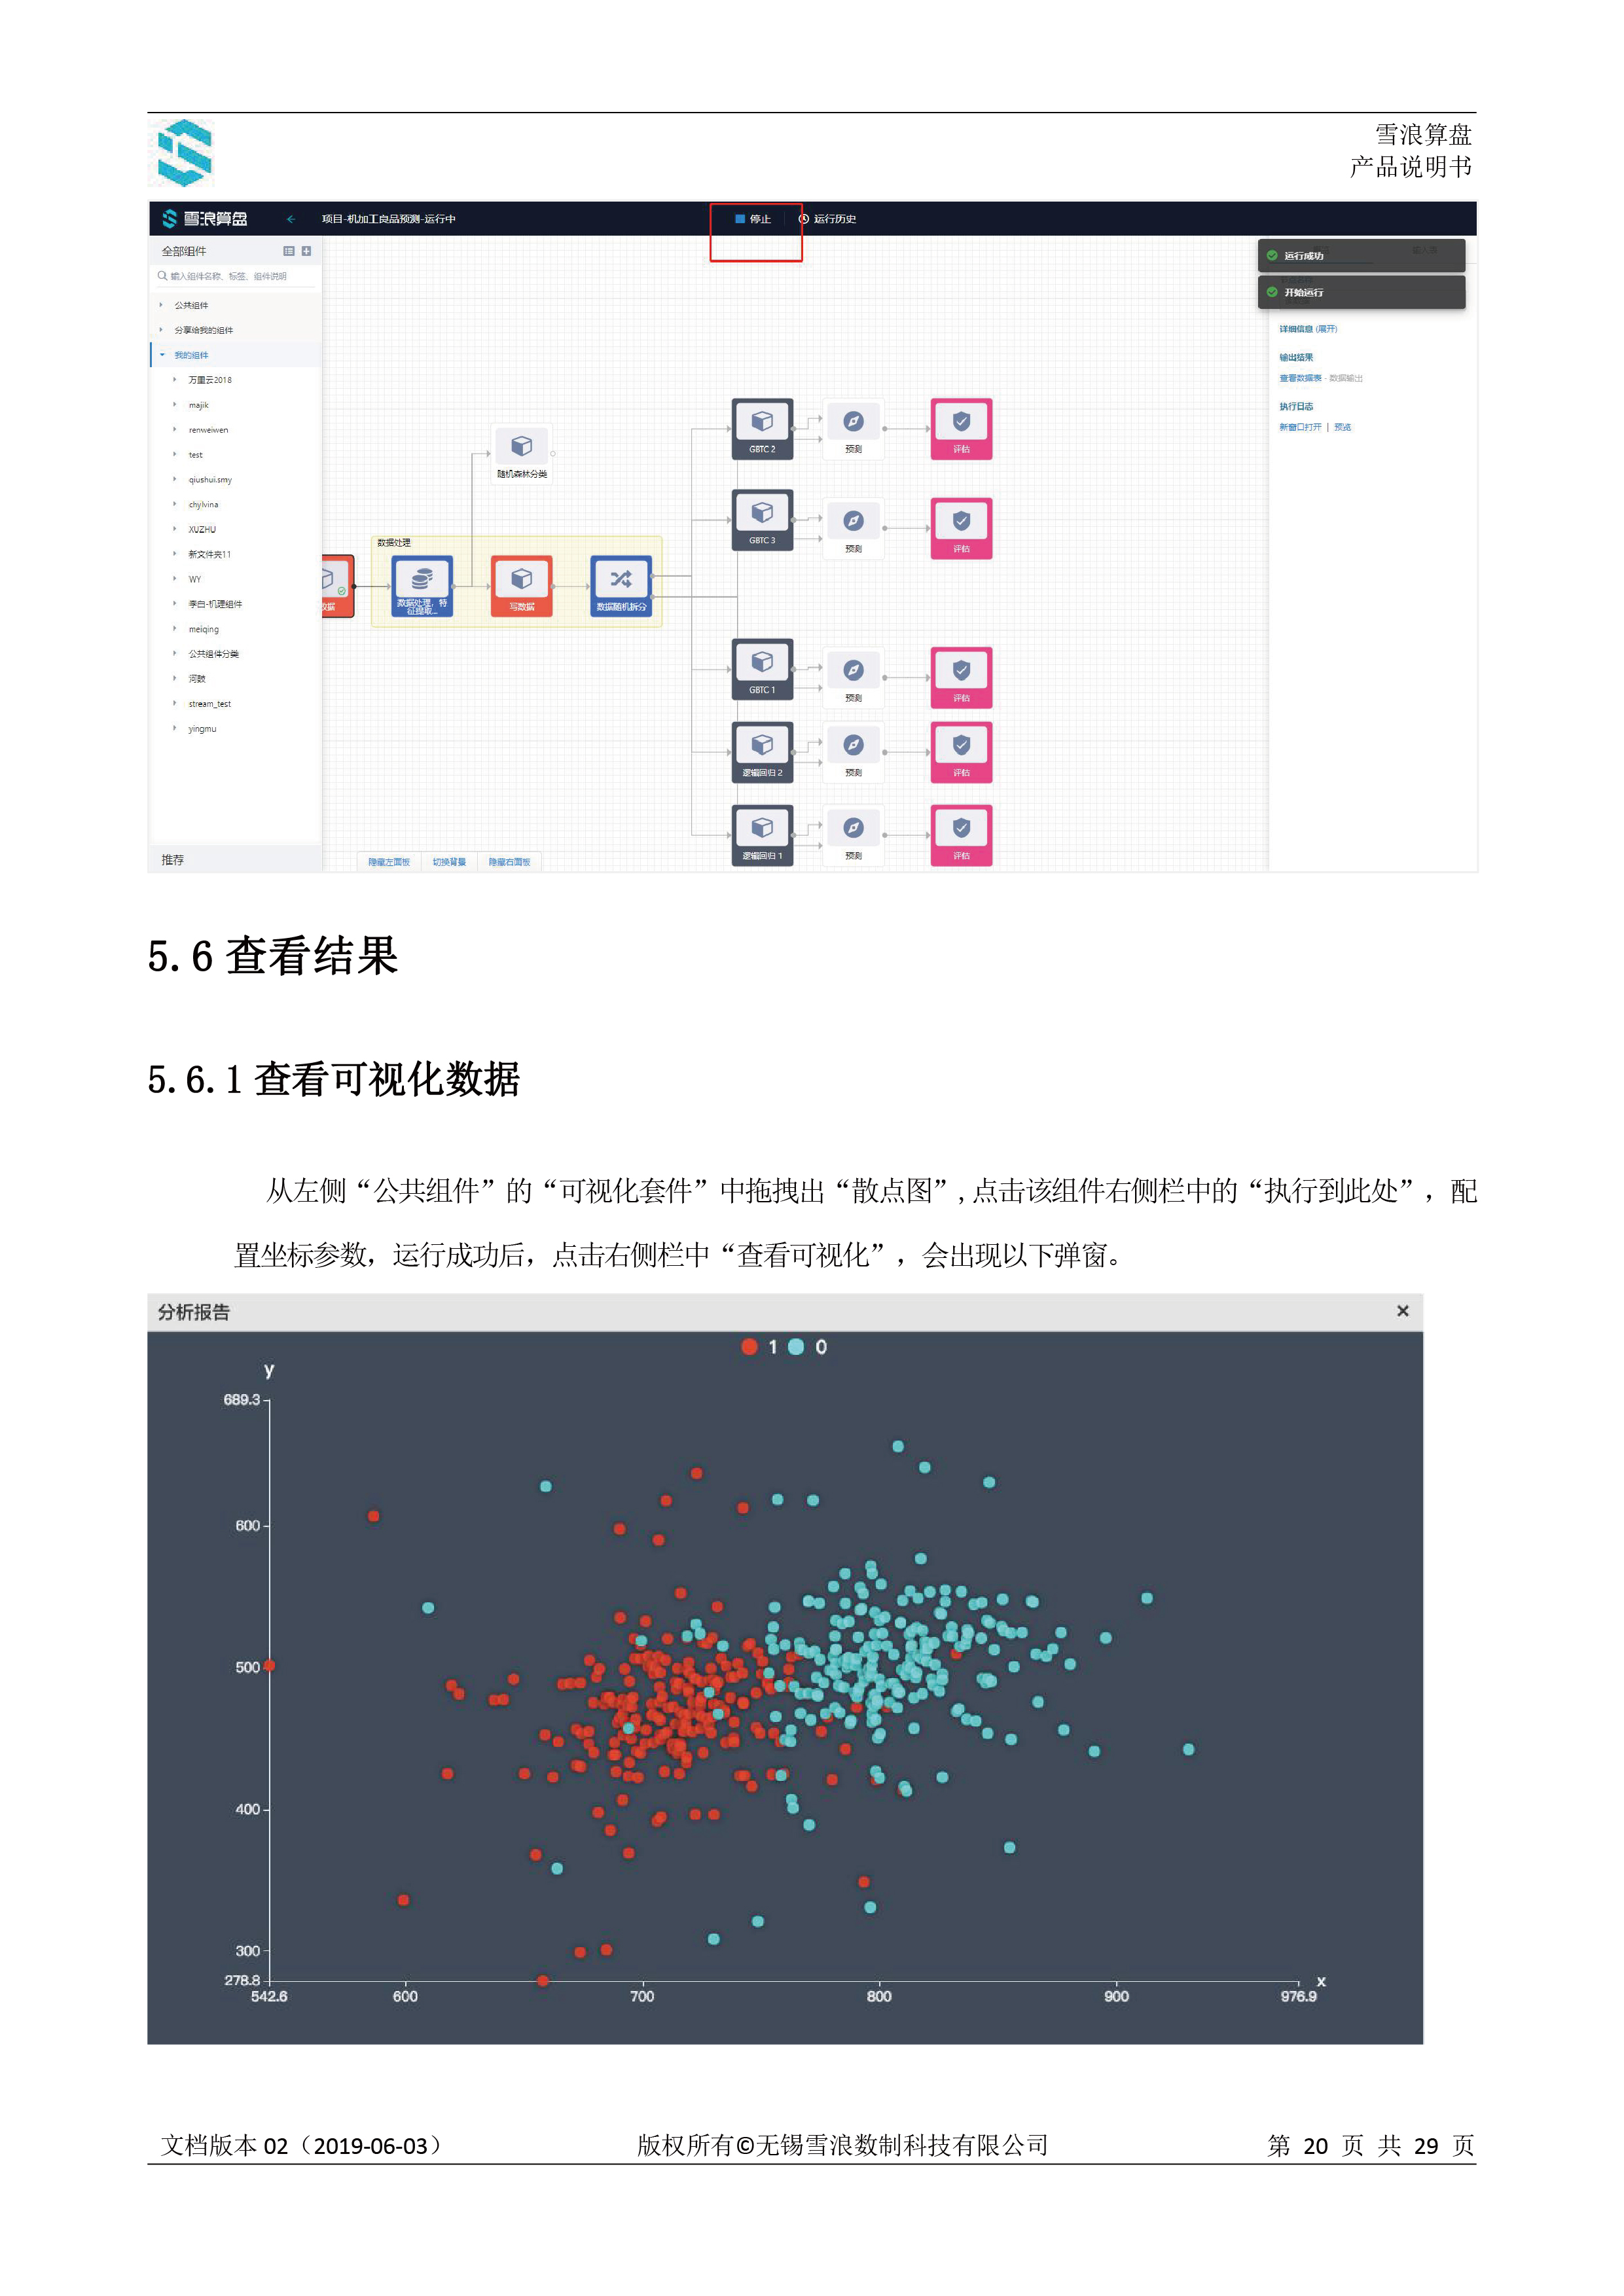 雪浪算盘
产品说明书
雪浪算盘
项目-机加工良品预测-运行中
停止
运行历史
全部组件
输入组件名称、标签、组件说明
公共组件
分享给我的组件
我的组件
万里云2018
majik
renweiwen
test
qiushui.smy
chylvina
XUZHU
新文件夹11
WY
李白-机理组件
meiqing
公共组件分类
河数
stream_test
yingmu
推荐
隐藏左面板
切换背景
隐藏右面板
随机森林分类
数据处理
数据
数据处理，特
征提取...
写数据
数据随机拆分
GBTC 2
预测
评估
GBTC 3
预测
评估
GBTC 1
预测
评估
逻辑回归 2
预测
评估
逻辑回归 1
预测
评估
运行成功
开始运行
详细信息 (展开)
输出结果
查看数据表 - 数据输出
执行日志
新窗口打开 | 预览
5.6 查看结果
5.6.1 查看可视化数据
从左侧“公共组件”的“可视化套件”中拖拽出“散点图”,点击该组件右侧栏中的“执行到此处”，配
置坐标参数，运行成功后，点击右侧栏中“查看可视化”，会出现以下弹窗。
分析报告
×
1 0
y
689.3
600
500
400
300
278.8
542.6 600 700 800 900 976.9
x
文档版本 02（2019-06-03） 版权所有©无锡雪浪数制科技有限公司 第 20 页 共 29 页